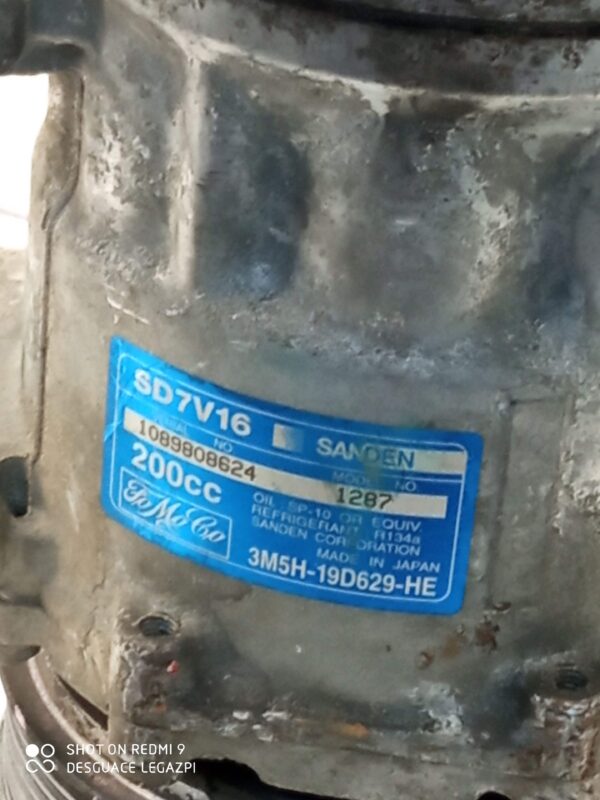 SD7V16 SANDEN
SERIAL NO MODEL NO
1089808624 1287
200cc
OIL SP-10 OR EQUIV.
REFRIGERANT R134a
SANDEN CORPORATION
MADE IN JAPAN
FoMoCo
3M5H-19D629-HE
SHOT ON REDMI 9
DESGUACE LEGAZPI